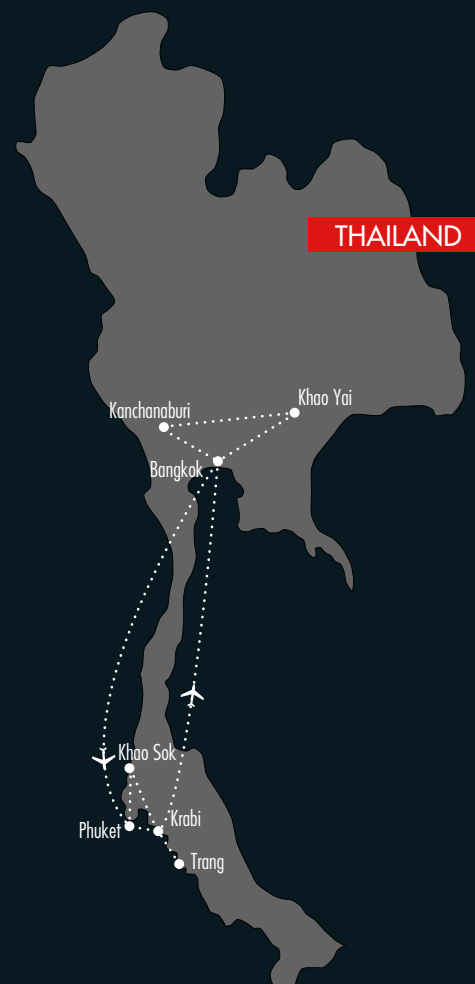 THAILAND
Khao Yai
Kanchanaburi
Bangkok
Khao Sok
Krabi
Phuket
Trang